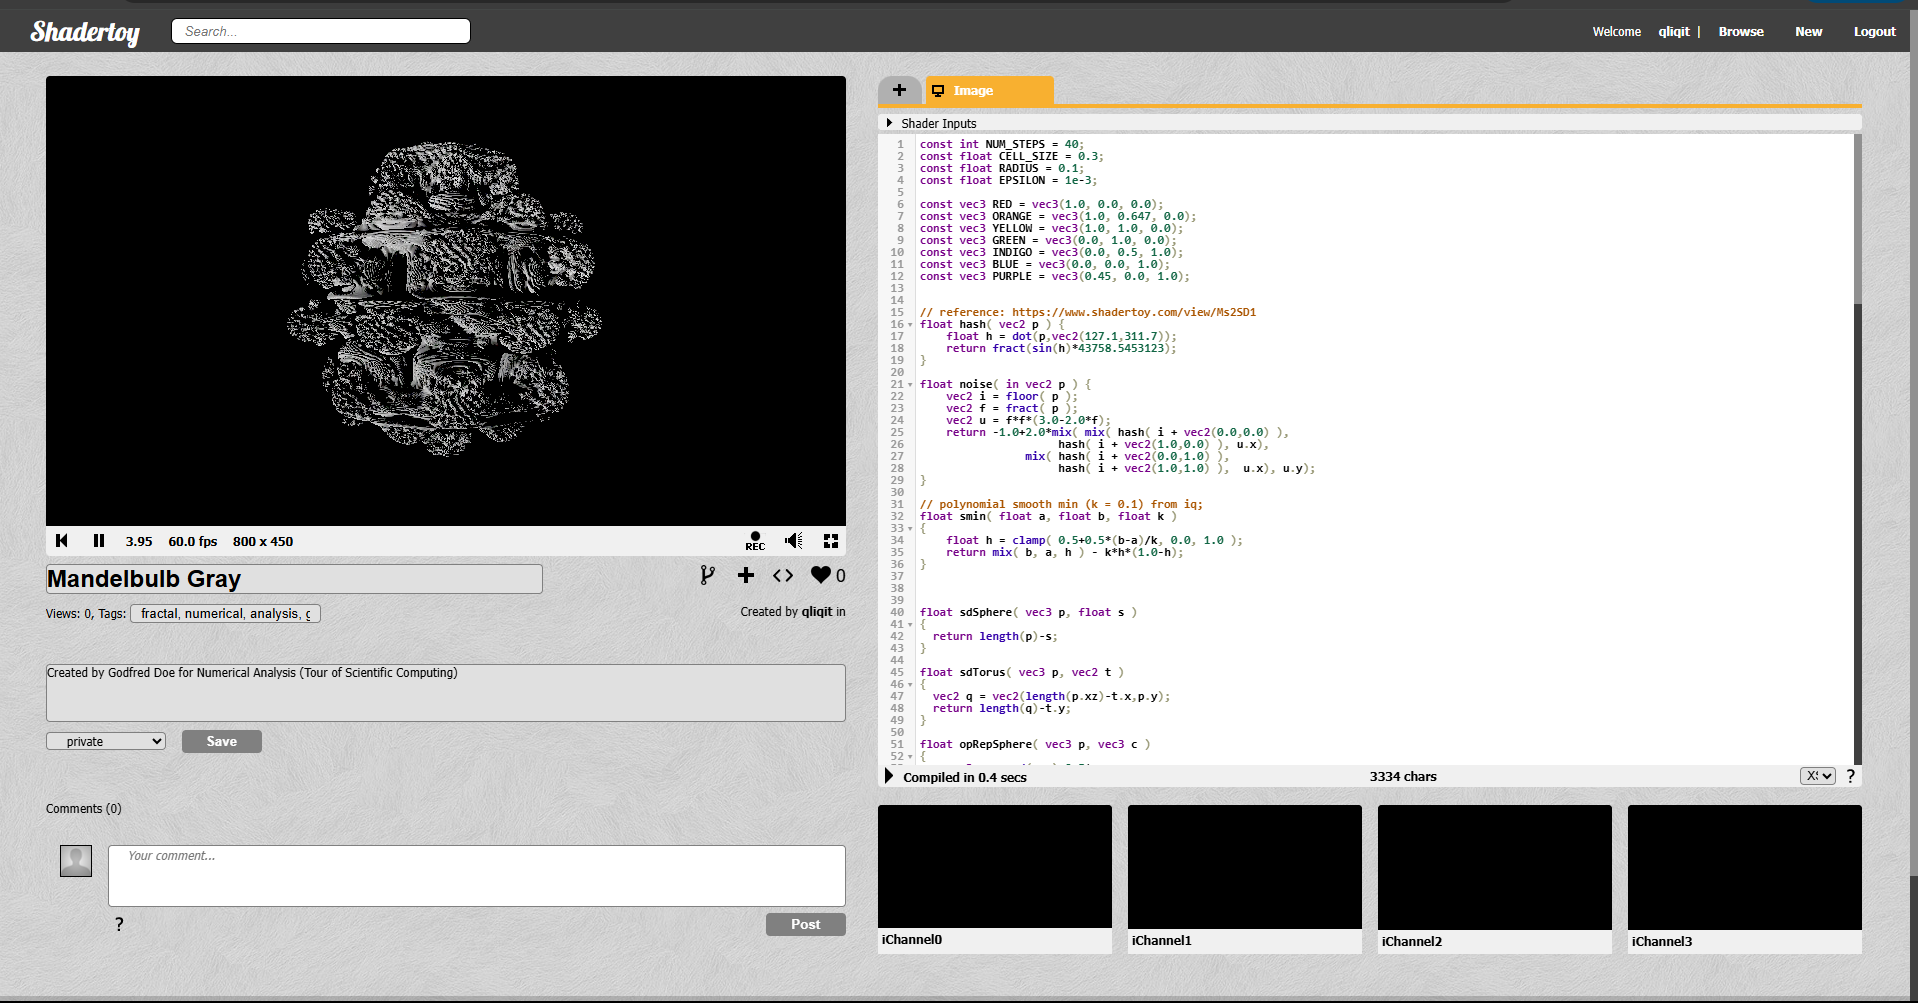 Shadertoy
Search...
Welcome qliqit | Browse New Logout
+ Image
Shader Inputs
1 const int NUM_STEPS = 40;
2 const float CELL_SIZE = 0.3;
3 const float RADIUS = 0.1;
4 const float EPSILON = 1e-3;
5
6 const vec3 RED = vec3(1.0, 0.0, 0.0);
7 const vec3 ORANGE = vec3(1.0, 0.647, 0.0);
8 const vec3 YELLOW = vec3(1.0, 1.0, 0.0);
9 const vec3 GREEN = vec3(0.0, 1.0, 0.0);
10 const vec3 INDIGO = vec3(0.0, 0.5, 1.0);
11 const vec3 BLUE = vec3(0.0, 0.0, 1.0);
12 const vec3 PURPLE = vec3(0.45, 0.0, 1.0);
13
14
15 // reference: https://www.shadertoy.com/view/Ms2SD1
16 float hash( vec2 p ) {
17 float h = dot(p,vec2(127.1,311.7));
18 return fract(sin(h)*43758.5453123);
19 }
20
21 float noise( in vec2 p ) {
22 vec2 i = floor( p );
23 vec2 f = fract( p );
24 vec2 u = f*f*(3.0-2.0*f);
25 return -1.0+2.0*mix( mix( hash( i + vec2(0.0,0.0) ),
26 hash( i + vec2(1.0,0.0) ), u.x),
27 mix( hash( i + vec2(0.0,1.0) ),
28 hash( i + vec2(1.0,1.0) ), u.x), u.y);
29 }
30
31 // polynomial smooth min (k = 0.1) from iq;
32 float smin( float a, float b, float k )
33 {
34 float h = clamp( 0.5+0.5*(b-a)/k, 0.0, 1.0 );
35 return mix( b, a, h ) - k*h*(1.0-h);
36 }
37
38
39
40 float sdSphere( vec3 p, float s )
41 {
42 return length(p)-s;
43 }
44
45 float sdTorus( vec3 p, vec2 t )
46 {
47 vec2 q = vec2(length(p.xz)-t.x,p.y);
48 return length(q)-t.y;
49 }
50
51 float opRepSphere( vec3 p, vec3 c )
52 {
Compiled in 0.4 secs 3334 chars ?
iChannel0 iChannel1 iChannel2 iChannel3
3.95 60.0 fps 800 x 450 REC
Mandelbulb Gray
0
Views: 0, Tags: fractal, numerical, analysis,
Created by qliqit in
Created by Godfred Doe for Numerical Analysis (Tour of Scientific Computing)
private Save
Comments (0)
Your comment...
? Post